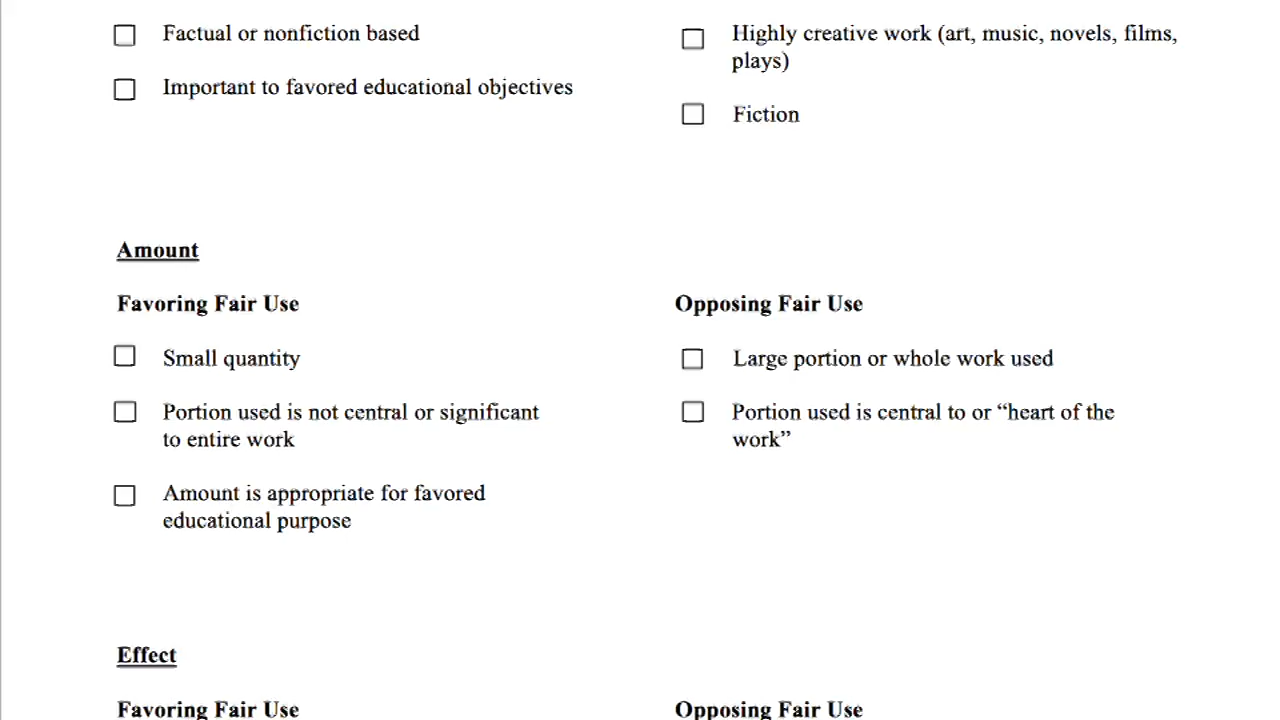 Factual or nonfiction based
Important to favored educational objectives
Highly creative work (art, music, novels, films,
plays)
Fiction
Amount
Favoring Fair Use
Small quantity
Portion used is not central or significant
to entire work
Amount is appropriate for favored
educational purpose
Opposing Fair Use
Large portion or whole work used
Portion used is central to or “heart of the
work”
Effect
Favoring Fair Use
Opposing Fair Use